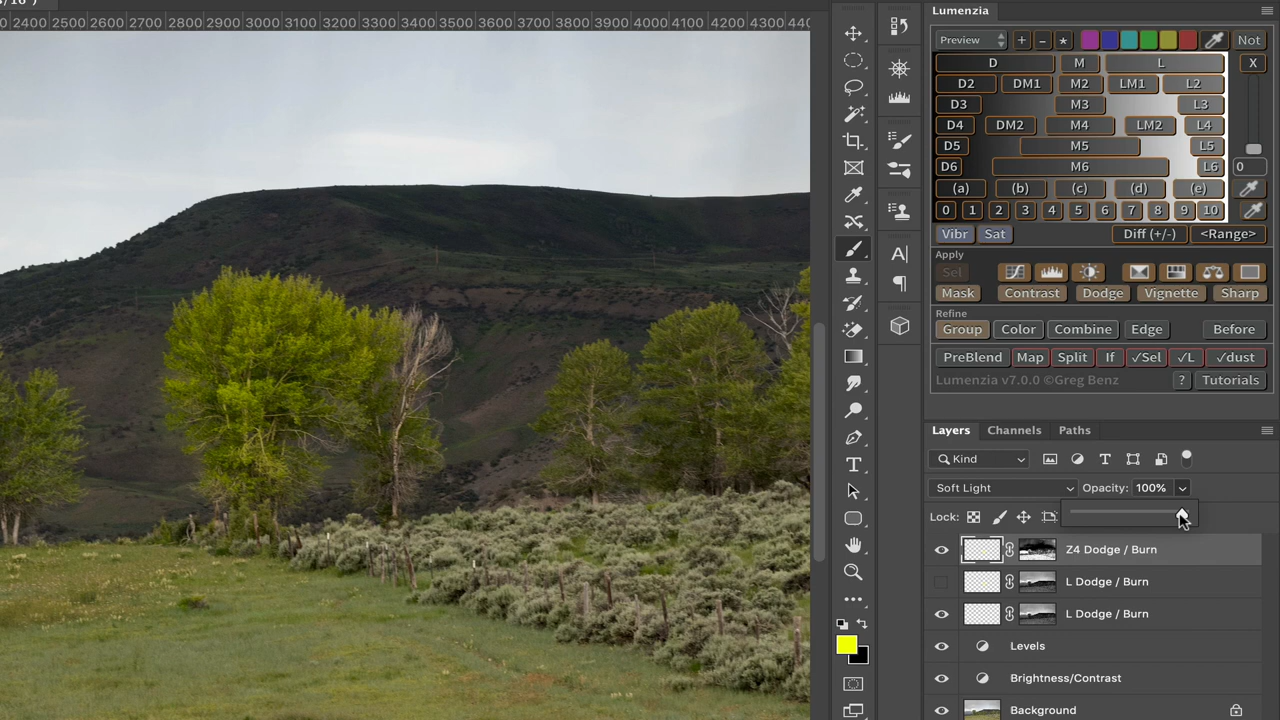 2400 2500 2600 2700 2800 2900 3000 3100 3200 3300 3400 3500 3600 3700 3800 3900 4000 4100 4200 4300
Lumenzia
Preview + - * Not
D M L X
D2 DM1 M2 LM1 L2
D3 M3 L3
D4 DM2 M4 LM2 L4
D5 M5 L5
D6 M6 L6 0
(a) (b) (c) (d) (e)
0 1 2 3 4 5 6 7 8 9 10
Vibr Sat Diff (+/-) <Range>
Apply
Sel
Mask Contrast Dodge Vignette Sharp
Refine
Group Color Combine Edge Before
PreBlend Map Split If ✓Sel ✓L ✓dust
Lumenzia v7.0.0 ©Greg Benz ? Tutorials
Layers Channels Paths
Kind
Soft Light Opacity: 100%
Lock:
Z4 Dodge / Burn
L Dodge / Burn
L Dodge / Burn
Levels
Brightness/Contrast
Background